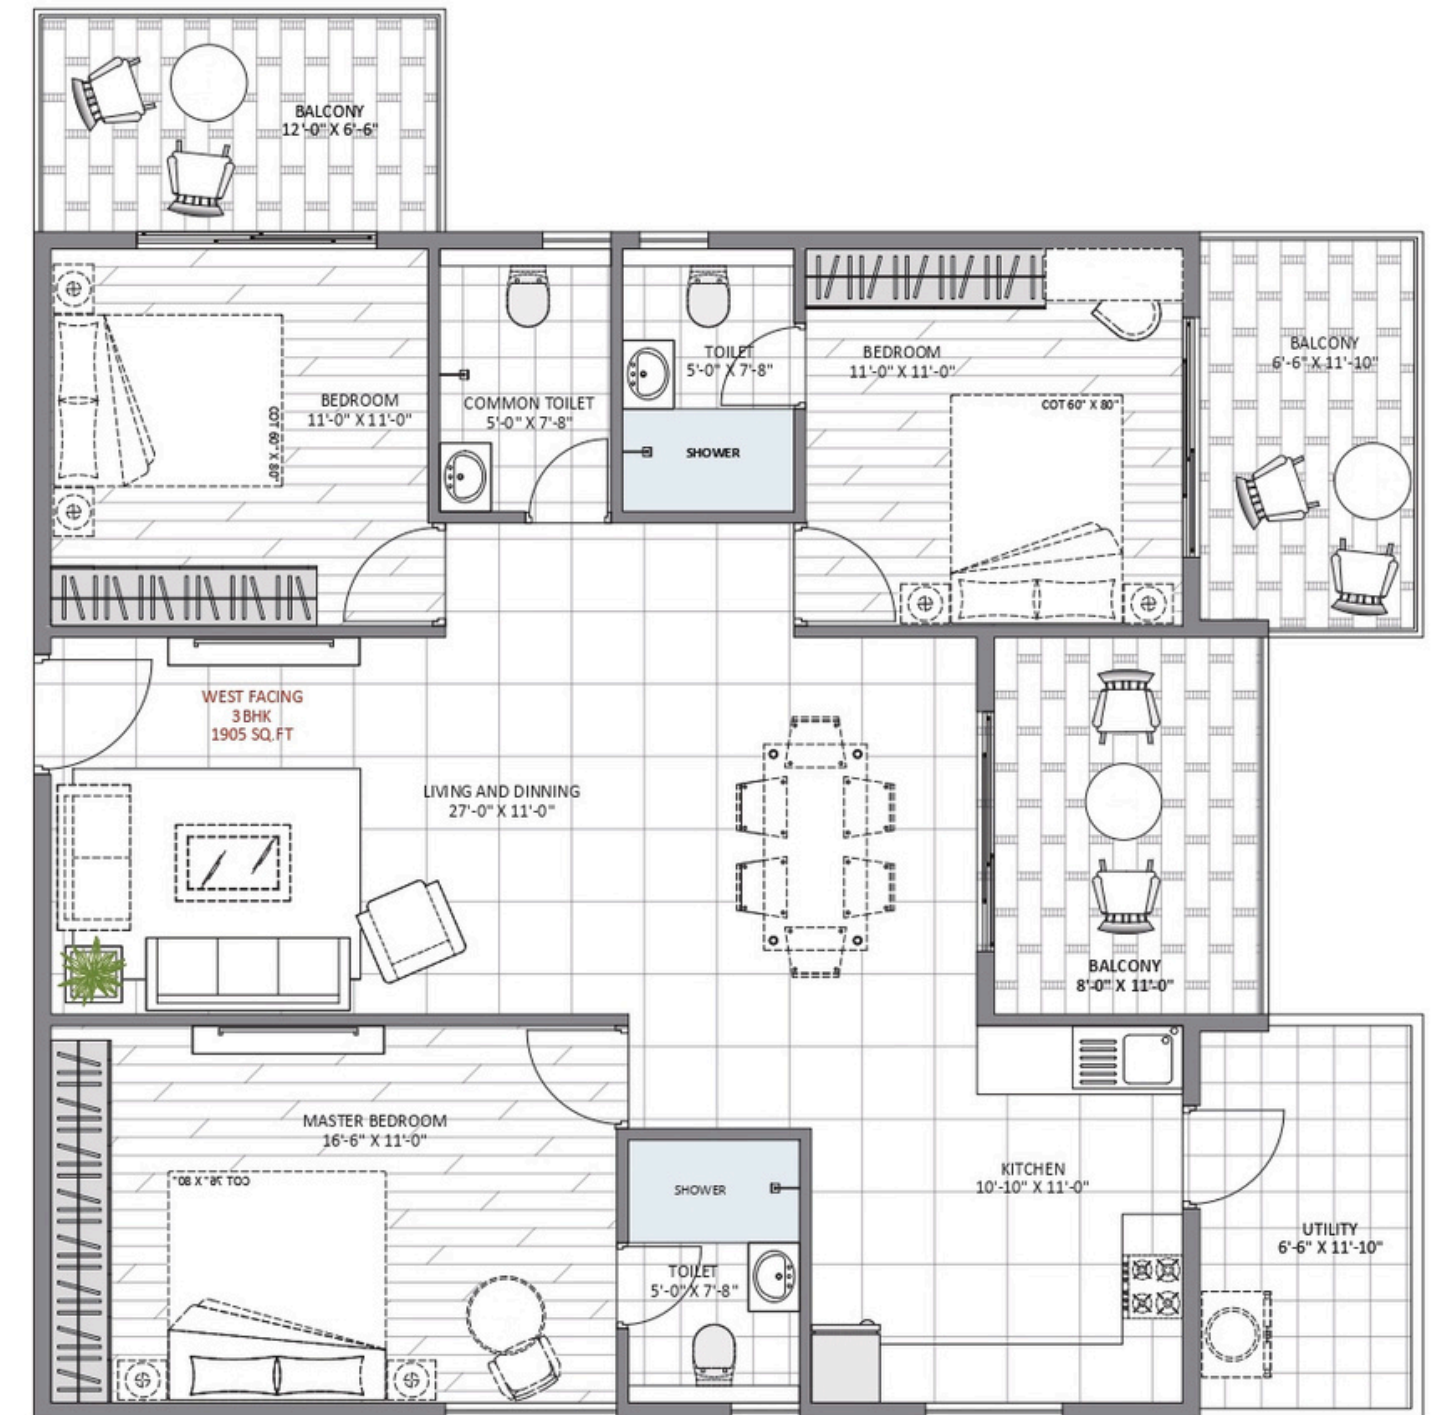 BALCONY
12'-0" X 6'-6"
BEDROOM
11'-0" X 11'-0"
COT 60" X 80"
COMMON TOILET
5'-0" X 7'-8"
TOILET
5'-0" X 7'-8"
SHOWER
BEDROOM
11'-0" X 11'-0"
COT 60" X 80"
BALCONY
6'-6" X 11'-10"
WEST FACING
3 BHK
1905 SQ.FT
LIVING AND DINNING
27'-0" X 11'-0"
BALCONY
8'-0" X 11'-0"
MASTER BEDROOM
16'-6" X 11'-0"
COT 76" X 80"
SHOWER
TOILET
5'-0" X 7'-8"
KITCHEN
10'-10" X 11'-0"
UTILITY
6'-6" X 11'-10"